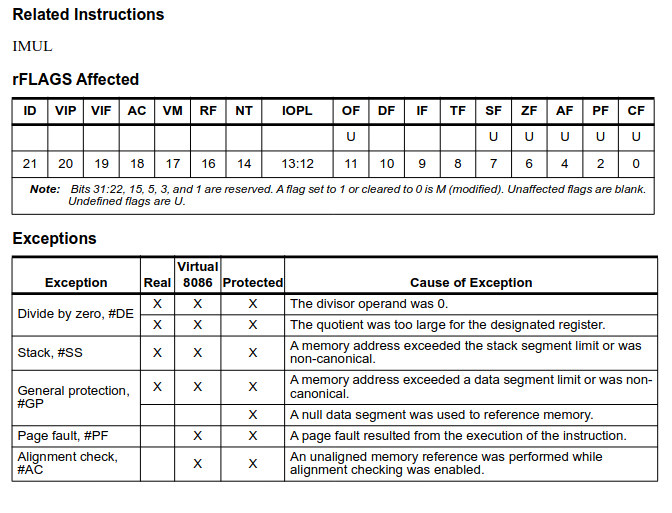 Related Instructions
IMUL
rFLAGS Affected
ID VIP VIF AC VM RF NT IOPL OF DF IF TF SF ZF AF PF CF
U U U U U U
21 20 19 18 17 16 14 13:12 11 10 9 8 7 6 4 2 0
Note: Bits 31:22, 15, 5, 3, and 1 are reserved. A flag set to 1 or cleared to 0 is M (modified). Unaffected flags are blank.
Undefined flags are U.
Exceptions
Exception Real Virtual 8086 Protected Cause of Exception
Divide by zero, #DE X X X The divisor operand was 0.
X X X The quotient was too large for the designated register.
Stack, #SS X X X A memory address exceeded the stack segment limit or was
non-canonical.
General protection,
#GP X X X A memory address exceeded a data segment limit or was non-
canonical.
X A null data segment was used to reference memory.
Page fault, #PF X X A page fault resulted from the execution of the instruction.
Alignment check,
#AC X X An unaligned memory reference was performed while
alignment checking was enabled.